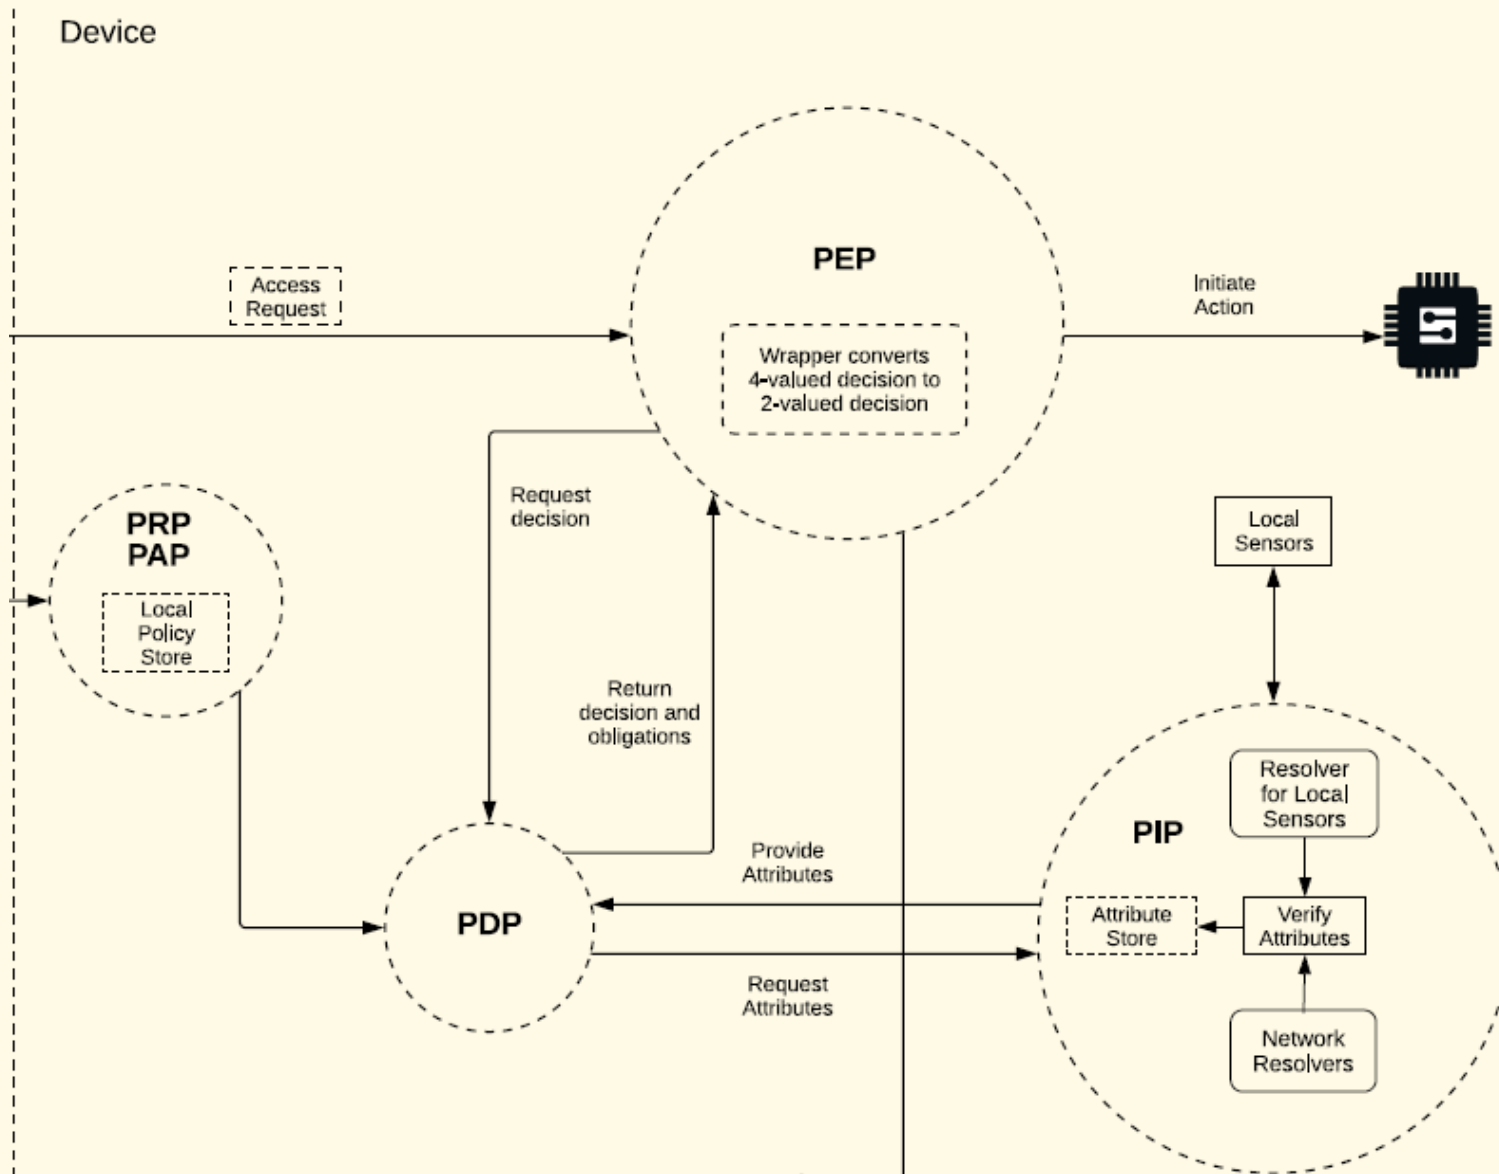 Device
PEP
Access
Request
Initiate
Action
Wrapper converts
4-valued decision to
2-valued decision
Request
decision
PRP
PAP
Local
Policy
Store
Local
Sensors
Return
decision and
obligations
Resolver
for Local
Sensors
PIP
Provide
Attributes
PDP
Attribute
Store
Verify
Attributes
Request
Attributes
Network
Resolvers